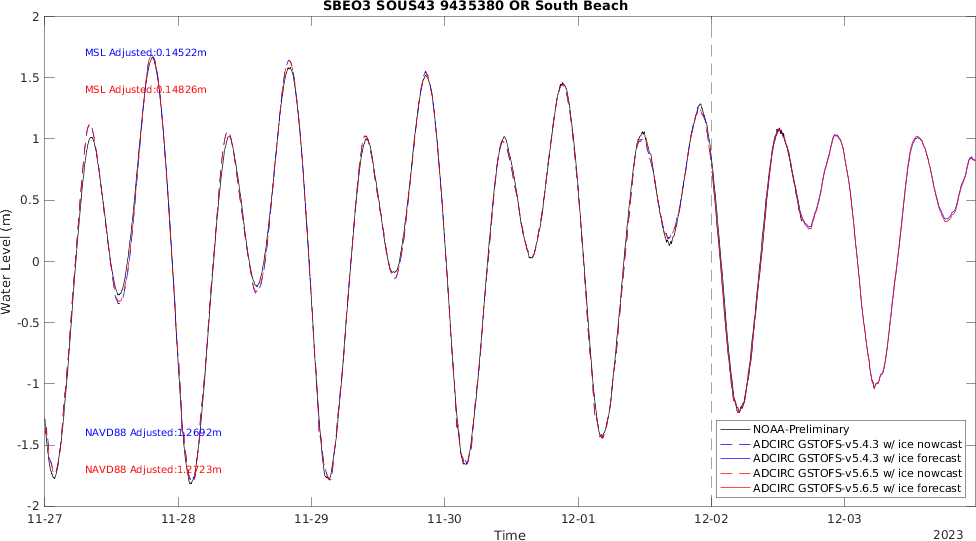 SBEO3 SOUS43 9435380 OR South Beach
Water Level (m)
2
1.5
1
0.5
0
-0.5
-1
-1.5
-2
MSL Adjusted:0.14522m
MSL Adjusted:0.14826m
NAVD88 Adjusted:1.2692m
NAVD88 Adjusted:1.2723m
NOAA-Preliminary
ADCIRC GSTOFS-v5.4.3 w/ ice nowcast
ADCIRC GSTOFS-v5.4.3 w/ ice forecast
ADCIRC GSTOFS-v5.6.5 w/ ice nowcast
ADCIRC GSTOFS-v5.6.5 w/ ice forecast
11-27 11-28 11-29 11-30 12-01 12-02 12-03
Time
2023